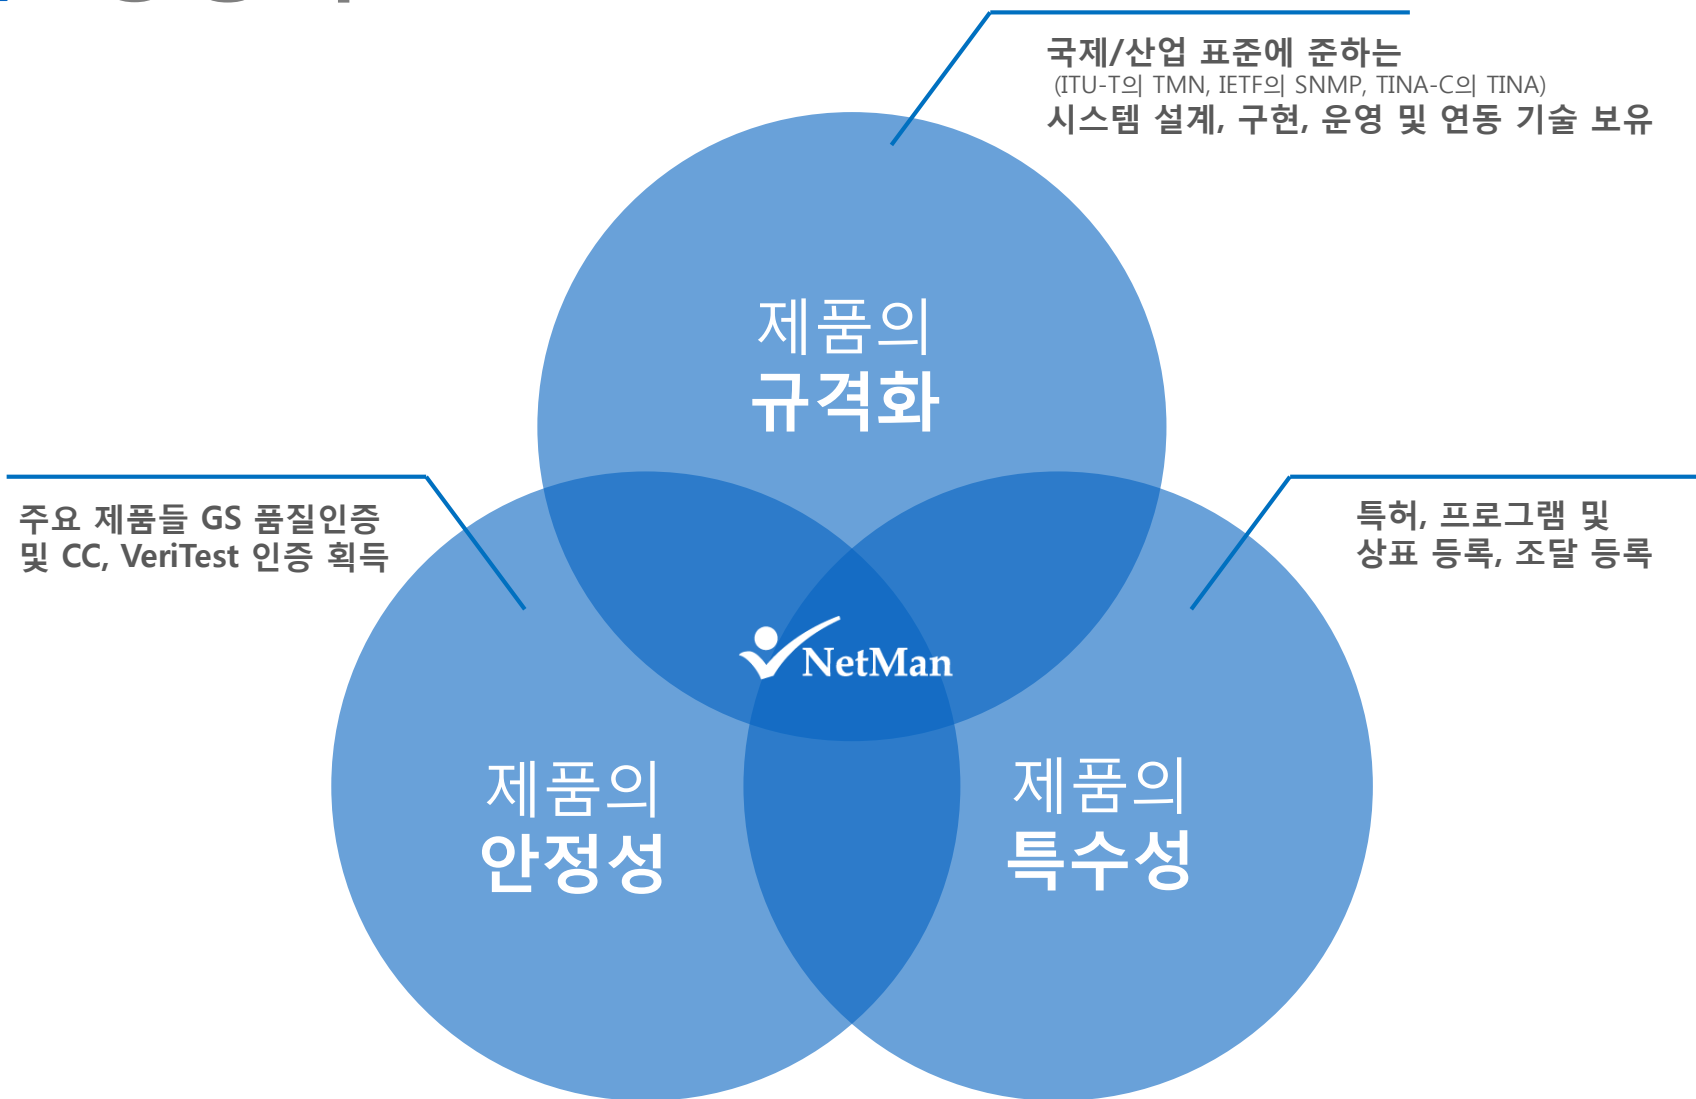 국제/산업 표준에 준하는
(ITU-T의 TMN, IETF의 SNMP, TINA-C의 TINA)
시스템 설계, 구현, 운영 및 연동 기술 보유
제품의
규격화
주요 제품들 GS 품질인증
및 CC, VeriTest 인증 획득
특허, 프로그램 및
상표 등록, 조달 등록
NetMan
제품의
안정성
제품의
특수성